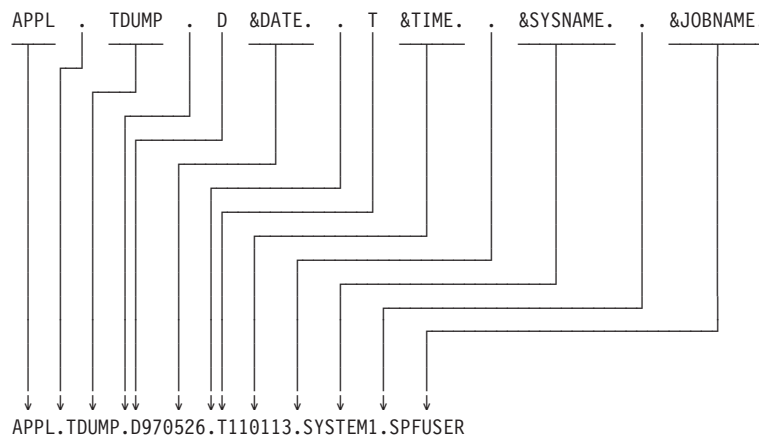 APPL . TDUMP . D &DATE. . T &TIME. . &SYSNAME. . &JOBNAME
APPL.TDUMP.D970526.T110113.SYSTEM1.SPFUSER